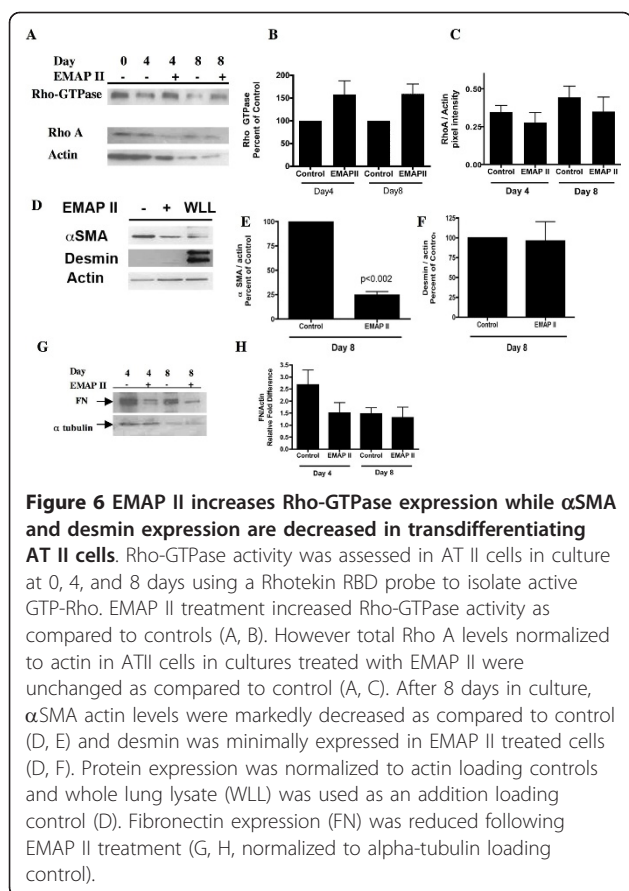 A
Day 0 4 4 8 8
EMAP II - - + - +
Rho-GTPase
Rho A
Actin
B
Rho GTPase
Percent of Control
200
150
100
50
0
Control EMAPII Control EMAPII
Day4 Day8
C
RhoA / Actin
pixel intensity
0.50
0.25
0.00
Control EMAP II Control EMAP II
Day 4 Day 8
D
EMAP II - + WLL
αSMA
Desmin
Actin
E
α SMA / actin
Percent of Control
100
75
50
25
0
p<0.002
Control EMAP II
Day 8
F
Desmin / actin
Percent of Control
150
100
50
0
Control EMAP II
Day 8
G
Day 4 4 8 8
EMAP II - + - +
FN
α tubulin
H
FN/Actin
Relative Fold Difference
3.5
3.0
2.5
2.0
1.5
1.0
0.5
0.0
Control EMAP II Control EMAP II
Day 4 Day 8
Figure 6 EMAP II increases Rho-GTPase expression while αSMA
and desmin expression are decreased in transdifferentiating
AT II cells. Rho-GTPase activity was assessed in AT II cells in culture
at 0, 4, and 8 days using a Rhotekin RBD probe to isolate active
GTP-Rho. EMAP II treatment increased Rho-GTPase activity as
compared to controls (A, B). However total Rho A levels normalized
to actin in ATII cells in cultures treated with EMAP II were
unchanged as compared to control (A, C). After 8 days in culture,
αSMA actin levels were markedly decreased as compared to control
(D, E) and desmin was minimally expressed in EMAP II treated cells
(D, F). Protein expression was normalized to actin loading controls
and whole lung lysate (WLL) was used as an addition loading
control (D). Fibronectin expression (FN) was reduced following
EMAP II treatment (G, H, normalized to alpha-tubulin loading
control).